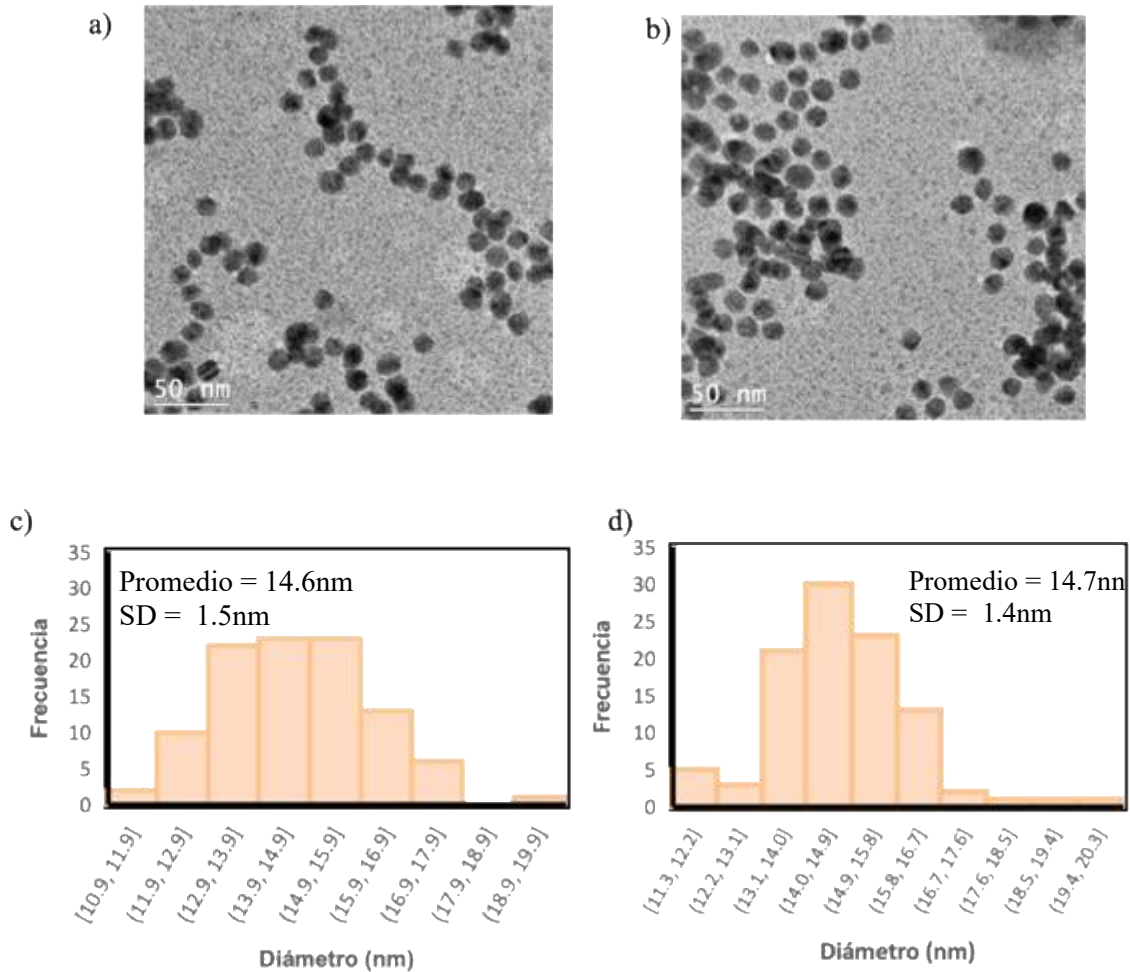 a)
b)
50 nm
50 nm
c)
d)
Promedio = 14.6nm
SD = 1.5nm
Frecuencia
35
30
25
20
15
10
5
0
[10.9, 11.9]
(11.9, 12.9]
(12.9, 13.9]
(13.9, 14.9]
(14.9, 15.9]
(15.9, 16.9]
(16.9, 17.9]
(17.9, 18.9]
(18.9, 19.9]
Diámetro (nm)
Promedio = 14.7nm
SD = 1.4nm
Frecuencia
35
30
25
20
15
10
5
0
[11.3, 12.2]
(12.2, 13.1]
(13.1, 14.0]
(14.0, 14.9]
(14.9, 15.8]
(15.8, 16.7]
(16.7, 17.6]
(17.6, 18.5]
(18.5, 19.4]
(19.4, 20.3]
Diámetro (nm)